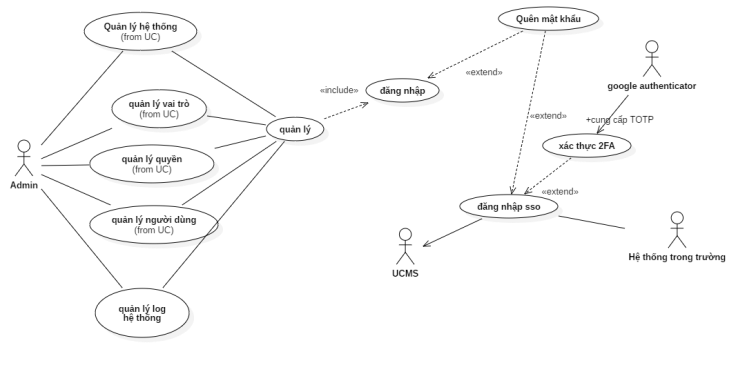 Quên mật khẩu
Quản lý hệ thống
(from UC)
«extend»
google authenticator
«include»
đăng nhập
quản lý vai trò
(from UC)
«extend»
+cung cấp TOTP
quản lý
xác thực 2FA
quản lý quyền
(from UC)
Admin
«extend»
đăng nhập sso
quản lý người dùng
(from UC)
Hệ thống trong trường
UCMS
quản lý log
hệ thống